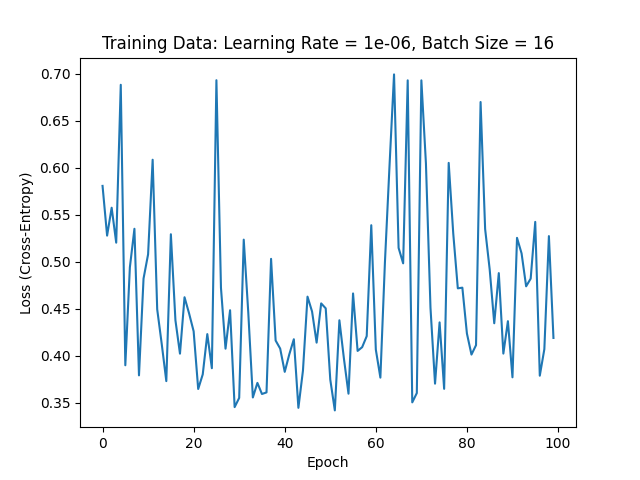 Training Data: Learning Rate = 1e-06, Batch Size = 16
0.70
0.65
0.60
0.55
0.50
0.45
0.40
0.35
Loss (Cross-Entropy)
0 20 40 60 80 100
Epoch